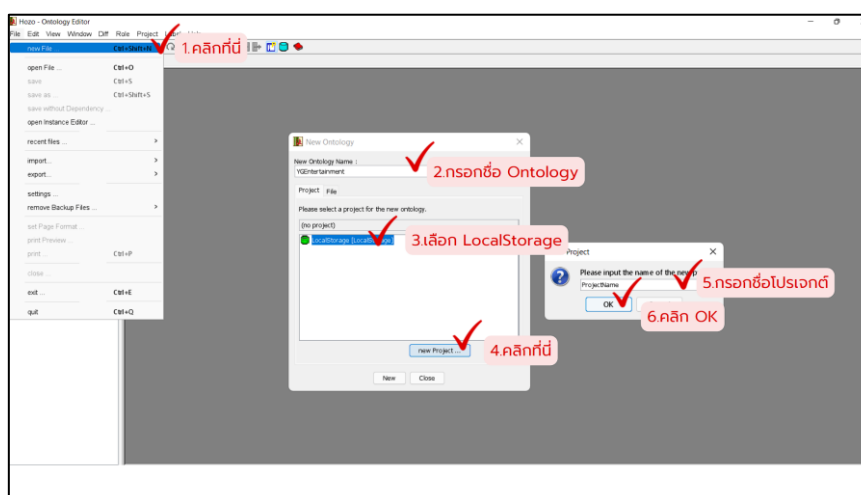 Hozo - Ontology Editor
File Edit View Window Diff Role Project
new File ... Ctrl+Shift+N
1.คลิกที่นี่
open File ... Ctrl+O
save Ctrl+S
save as ... Ctrl+Shift+S
save without Dependency ...
open Instance Editor ...
recent files ... >
import... >
export... >
settings ...
remove Backup Files ... >
set Page Format ...
print Preview ...
print ... Ctrl+P
close ...
exit ... Ctrl+E
quit Ctrl+Q
New Ontology
New Ontology Name :
YGEntertainment
2.กรอกชื่อ Ontology
Project File
Please select a project for the new ontology.
(no project)
LocalStorage [LocalStorage]
3.เลือก LocalStorage
new Project ...
4.คลิกที่นี่
New Close
Project
Please input the name of the new p
ProjectName
5.กรอกชื่อโปรเจกต์
OK
6.คลิก OK